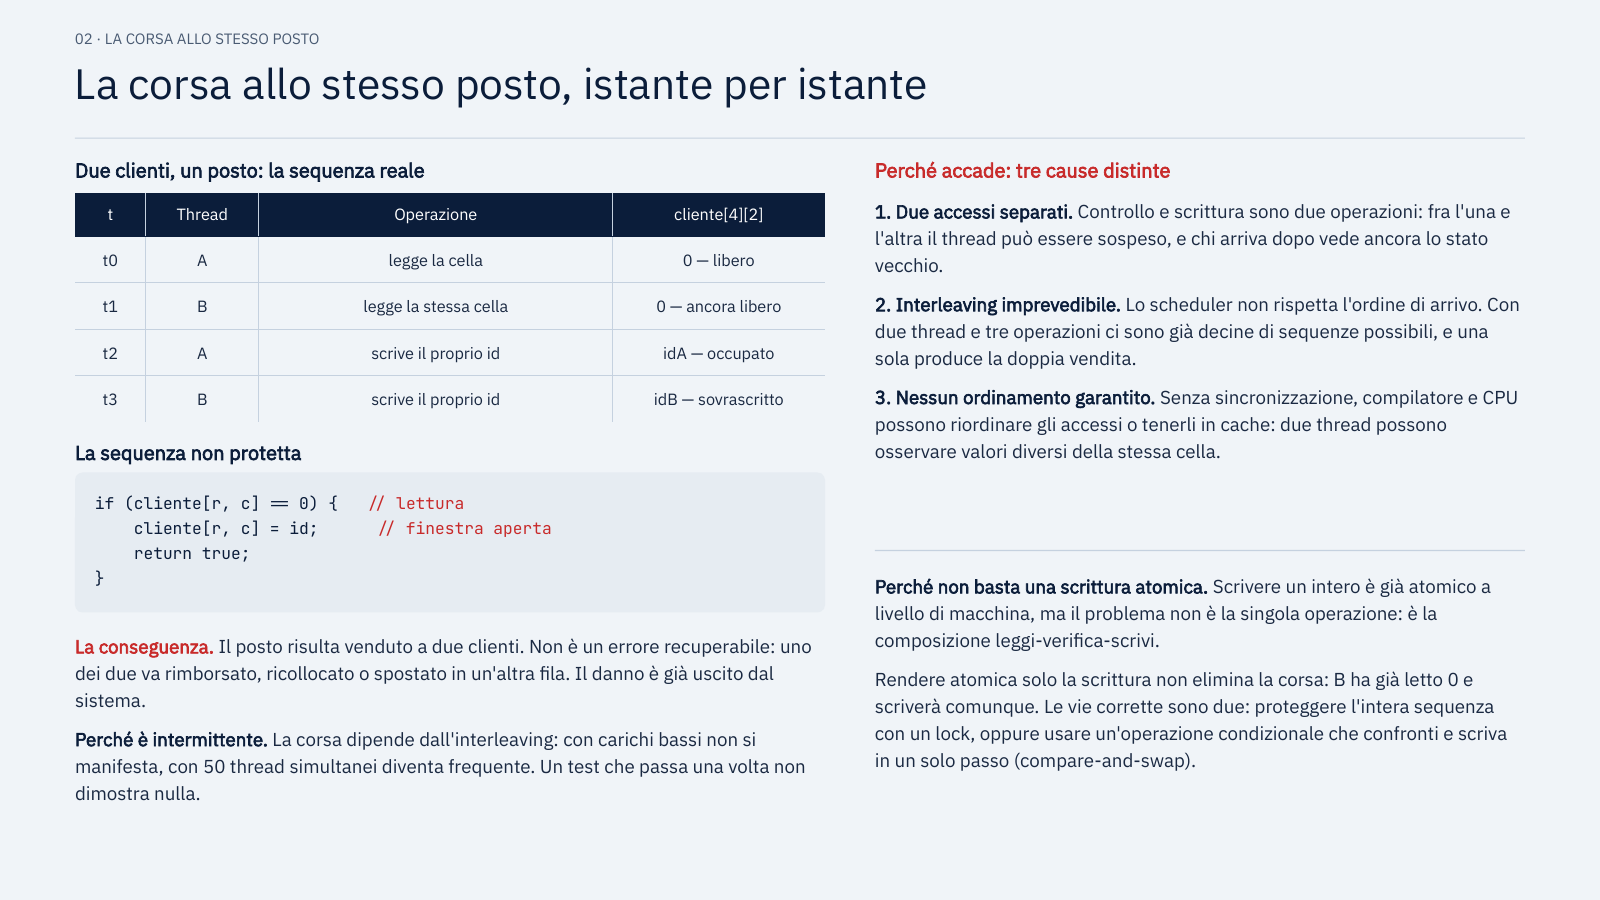 02 · LA CORSA ALLO STESSO POSTO
La corsa allo stesso posto, istante per istante
Due clienti, un posto: la sequenza reale
t Thread Operazione cliente[4][2]
t0 A legge la cella 0 — libero
t1 B legge la stessa cella 0 — ancora libero
t2 A scrive il proprio id idA — occupato
t3 B scrive il proprio id idB — sovrascritto
La sequenza non protetta
if (cliente[r, c] == 0) { // lettura
cliente[r, c] = id; // finestra aperta
return true;
}
La conseguenza. Il posto risulta venduto a due clienti. Non è un errore recuperabile: uno
dei due va rimborsato, ricollocato o spostato in un'altra fila. Il danno è già uscito dal
sistema.
Perché è intermittente. La corsa dipende dall'interleaving: con carichi bassi non si
manifesta, con 50 thread simultanei diventa frequente. Un test che passa una volta non
dimostra nulla.
Perché accade: tre cause distinte
1. Due accessi separati. Controllo e scrittura sono due operazioni: fra l'una e
l'altra il thread può essere sospeso, e chi arriva dopo vede ancora lo stato
vecchio.
2. Interleaving imprevedibile. Lo scheduler non rispetta l'ordine di arrivo. Con
due thread e tre operazioni ci sono già decine di sequenze possibili, e una
sola produce la doppia vendita.
3. Nessun ordinamento garantito. Senza sincronizzazione, compilatore e CPU
possono riordinare gli accessi o tenerli in cache: due thread possono
osservare valori diversi della stessa cella.
Perché non basta una scrittura atomica. Scrivere un intero è già atomico a
livello di macchina, ma il problema non è la singola operazione: è la
composizione leggi-verifica-scrivi.
Rendere atomica solo la scrittura non elimina la corsa: B ha già letto 0 e
scriverà comunque. Le vie corrette sono due: proteggere l'intera sequenza
con un lock, oppure usare un'operazione condizionale che confronti e scriva
in un solo passo (compare-and-swap).